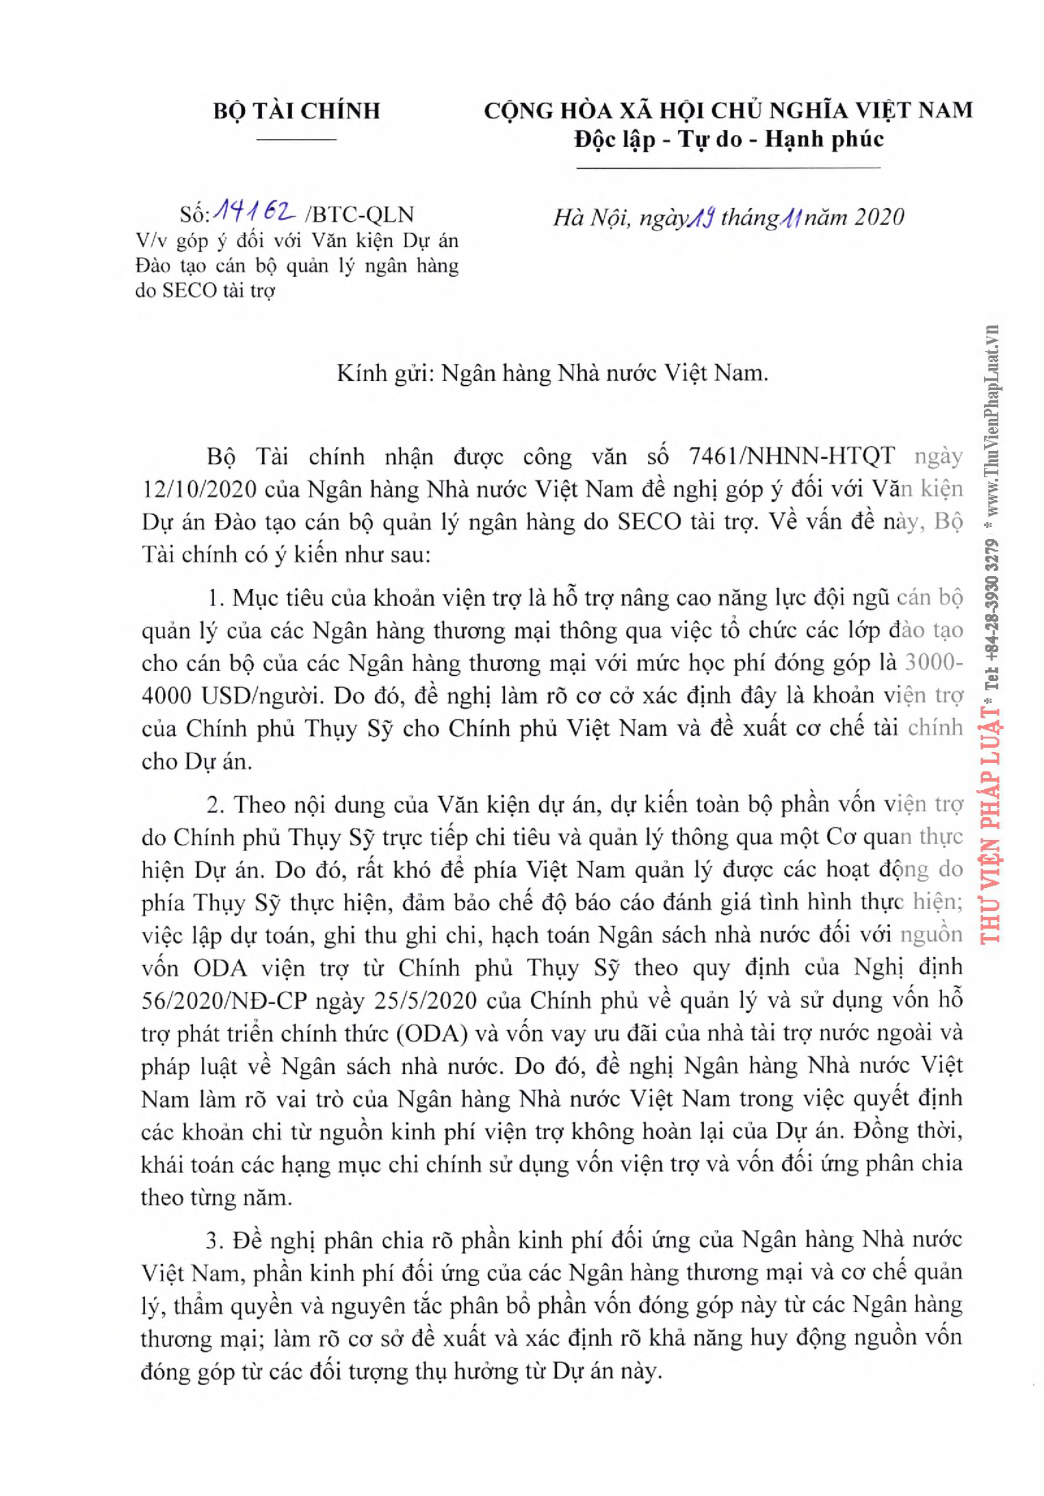 BỘ TÀI CHÍNH
CỘNG HÒA XÃ HỘI CHỦ NGHĨA VIỆT NAM
Độc lập - Tự do - Hạnh phúc
Số: 14162 /BTC-QLN
V/v góp ý đối với Văn kiện Dự án
Đào tạo cán bộ quản lý ngân hàng
do SECO tài trợ
Hà Nội, ngày 19 tháng 11 năm 2020
Kính gửi: Ngân hàng Nhà nước Việt Nam.
Bộ Tài chính nhận được công văn số 7461/NHNN-HTQT ngày
12/10/2020 của Ngân hàng Nhà nước Việt Nam đề nghị góp ý đối với Văn kiện
Dự án Đào tạo cán bộ quản lý ngân hàng do SECO tài trợ. Về vấn đề này, Bộ
Tài chính có ý kiến như sau:
1. Mục tiêu của khoản viện trợ là hỗ trợ nâng cao năng lực đội ngũ cán bộ
quản lý của các Ngân hàng thương mại thông qua việc tổ chức các lớp đào tạo
cho cán bộ của các Ngân hàng thương mại với mức học phí đóng góp là 3000-
4000 USD/người. Do đó, đề nghị làm rõ cơ cở xác định đây là khoản viện trợ
của Chính phủ Thụy Sỹ cho Chính phủ Việt Nam và đề xuất cơ chế tài chính
cho Dự án.
2. Theo nội dung của Văn kiện dự án, dự kiến toàn bộ phần vốn viện trợ
do Chính phủ Thụy Sỹ trực tiếp chi tiêu và quản lý thông qua một Cơ quan thực
hiện Dự án. Do đó, rất khó để phía Việt Nam quản lý được các hoạt động do
phía Thụy Sỹ thực hiện, đảm bảo chế độ báo cáo đánh giá tình hình thực hiện;
việc lập dự toán, ghi thu ghi chi, hạch toán Ngân sách nhà nước đối với nguồn
vốn ODA viện trợ từ Chính phủ Thụy Sỹ theo quy định của Nghị định
56/2020/NĐ-CP ngày 25/5/2020 của Chính phủ về quản lý và sử dụng vốn hỗ
trợ phát triển chính thức (ODA) và vốn vay ưu đãi của nhà tài trợ nước ngoài và
pháp luật về Ngân sách nhà nước. Do đó, đề nghị Ngân hàng Nhà nước Việt
Nam làm rõ vai trò của Ngân hàng Nhà nước Việt Nam trong việc quyết định
các khoản chi từ nguồn kinh phí viện trợ không hoàn lại của Dự án. Đồng thời,
khái toán các hạng mục chi chính sử dụng vốn viện trợ và vốn đối ứng phân chia
theo từng năm.
3. Đề nghị phân chia rõ phần kinh phí đối ứng của Ngân hàng Nhà nước
Việt Nam, phần kinh phí đối ứng của các Ngân hàng thương mại và cơ chế quản
lý, thẩm quyền và nguyên tắc phân bổ phần vốn đóng góp này từ các Ngân hàng
thương mại; làm rõ cơ sở đề xuất và xác định rõ khả năng huy động nguồn vốn
đóng góp từ các đối tượng thụ hưởng từ Dự án này.
THƯ VIỆN PHÁP LUẬT * Tel: +84-28-3930 3279 * www.ThuVienPhapLuat.vn